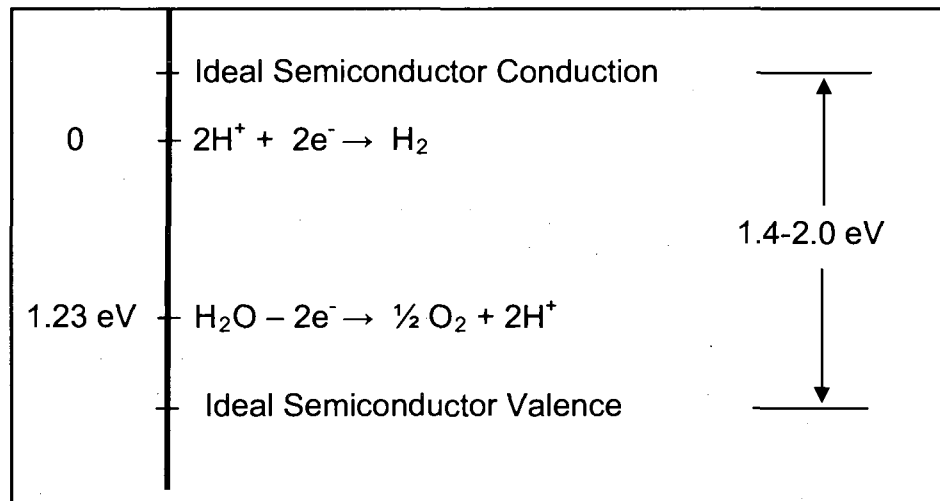 Ideal Semiconductor Conduction
0 2H⁺ + 2e⁻ → H₂
1.4-2.0 eV
1.23 eV H₂O – 2e⁻ → ½ O₂ + 2H⁺
Ideal Semiconductor Valence